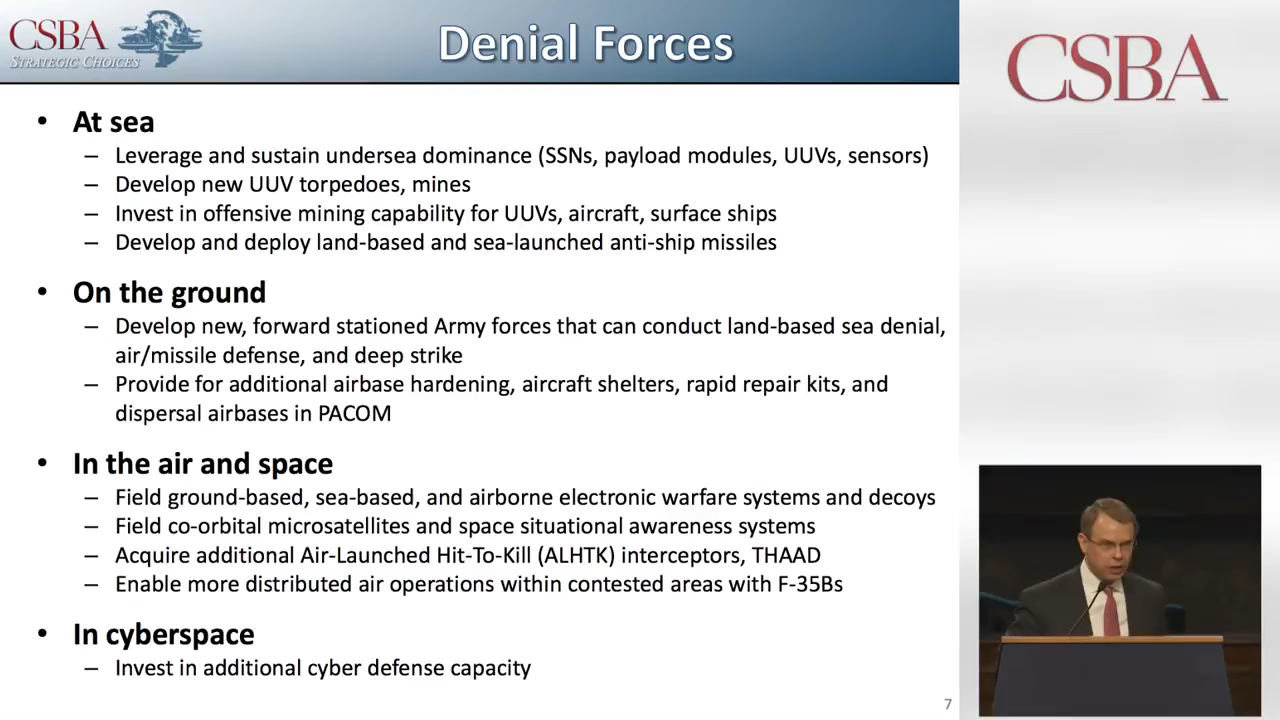 CSBA
STRATEGIC CHOICES
Denial Forces
CSBA
• At sea
– Leverage and sustain undersea dominance (SSNs, payload modules, UUVs, sensors)
– Develop new UUV torpedoes, mines
– Invest in offensive mining capability for UUVs, aircraft, surface ships
– Develop and deploy land-based and sea-launched anti-ship missiles
• On the ground
– Develop new, forward stationed Army forces that can conduct land-based sea denial,
air/missile defense, and deep strike
– Provide for additional airbase hardening, aircraft shelters, rapid repair kits, and
dispersal airbases in PACOM
• In the air and space
– Field ground-based, sea-based, and airborne electronic warfare systems and decoys
– Field co-orbital microsatellites and space situational awareness systems
– Acquire additional Air-Launched Hit-To-Kill (ALHTK) interceptors, THAAD
– Enable more distributed air operations within contested areas with F-35Bs
• In cyberspace
– Invest in additional cyber defense capacity
7